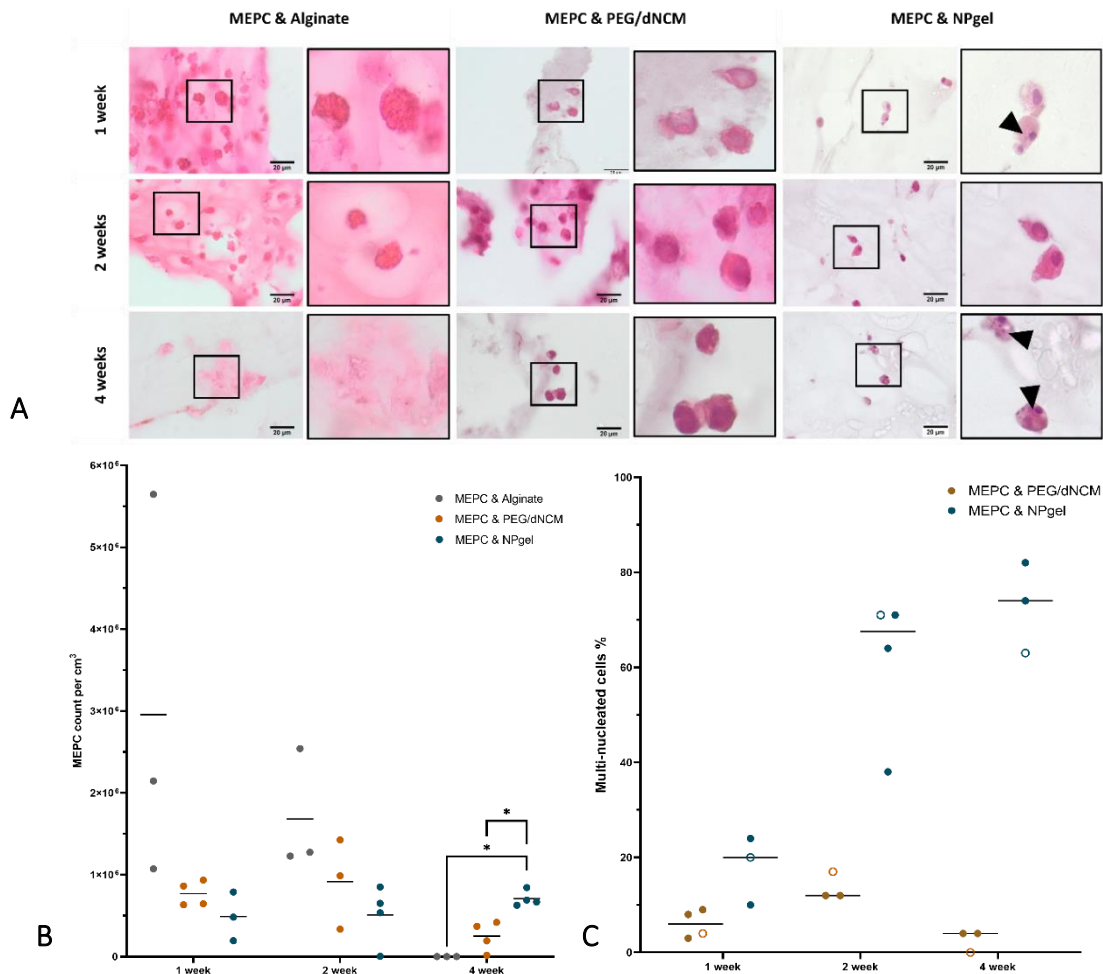 MEPC & Alginate
MEPC & PEG/dNCM
MEPC & NPgel
1 week
20 µm
20 µm
20 µm
2 weeks
20 µm
20 µm
20 µm
4 weeks
20 µm
20 µm
20 µm
A
MEPC count per cm³
6×10⁶
5×10⁶
4×10⁶
3×10⁶
2×10⁶
1×10⁶
0
MEPC & Alginate
MEPC & PEG/dNCM
MEPC & NPgel
*
*
1 week
2 week
4 week
B
Multi-nucleated cells %
100
80
60
40
20
0
MEPC & PEG/dNCM
MEPC & NPgel
1 week
2 week
4 week
C